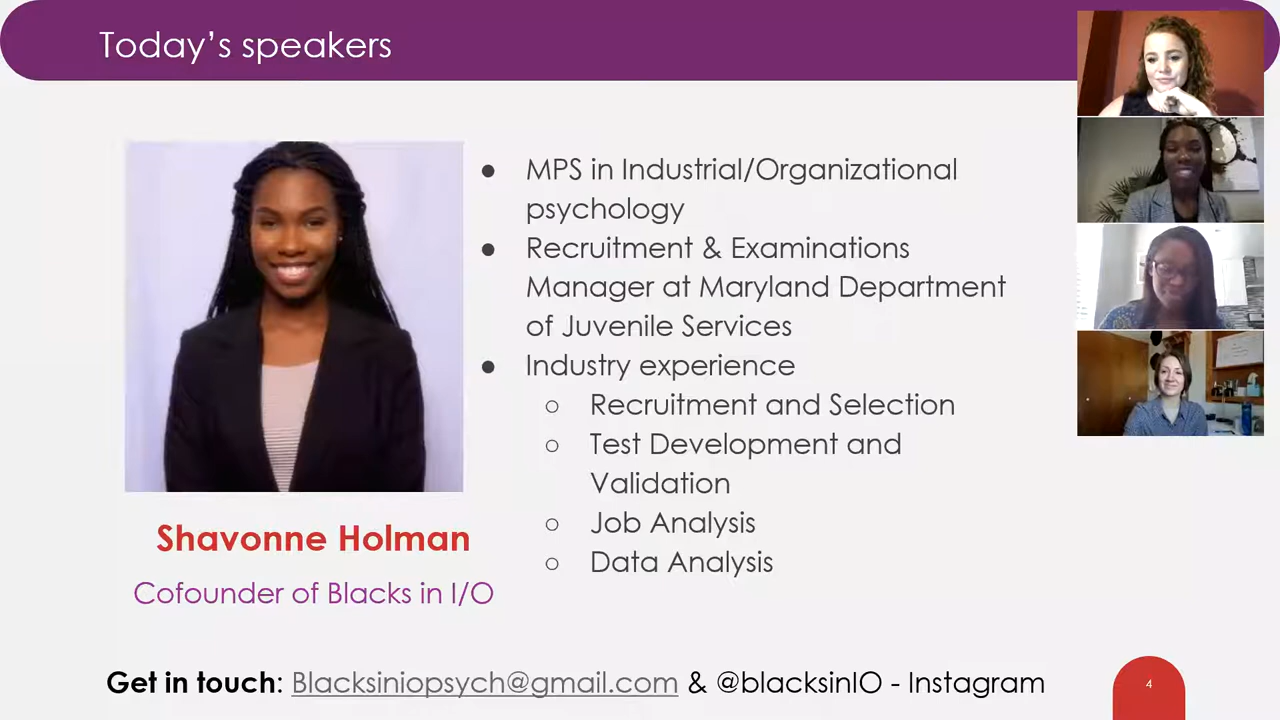 Today’s speakers
MPS in Industrial/Organizational
psychology
Recruitment & Examinations
Manager at Maryland Department
of Juvenile Services
Industry experience
Recruitment and Selection
Test Development and
Validation
Job Analysis
Data Analysis
Shavonne Holman
Cofounder of Blacks in I/O
Get in touch: Blacksiniopsych@gmail.com & @blacksinIO - Instagram
4